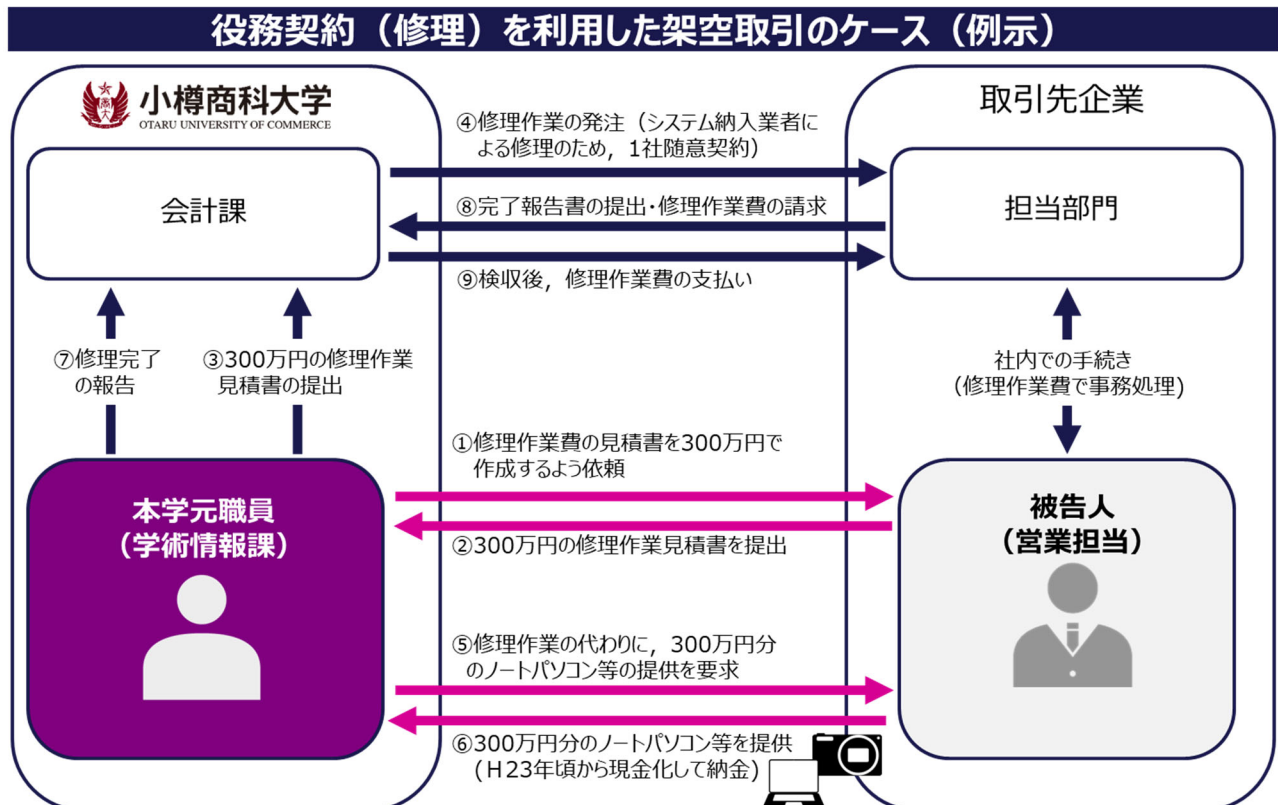 役務契約（修理）を利用した架空取引のケース（例示）
小樽商科大学
OTARU UNIVERSITY OF COMMERCE
取引先企業
会計課
担当部門
④修理作業の発注（システム納入業者に
よる修理のため，1社随意契約）
⑧完了報告書の提出・修理作業費の請求
⑨検収後，修理作業費の支払い
⑦修理完了
の報告
③300万円の修理作業
見積書の提出
社内での手続き
（修理作業費で事務処理）
①修理作業費の見積書を300万円で
作成するよう依頼
②300万円の修理作業見積書を提出
本学元職員
（学術情報課）
被告人
（営業担当）
⑤修理作業の代わりに，300万円分
のノートパソコン等の提供を要求
⑥300万円分のノートパソコン等を提供
（Ｈ23年頃から現金化して納金）